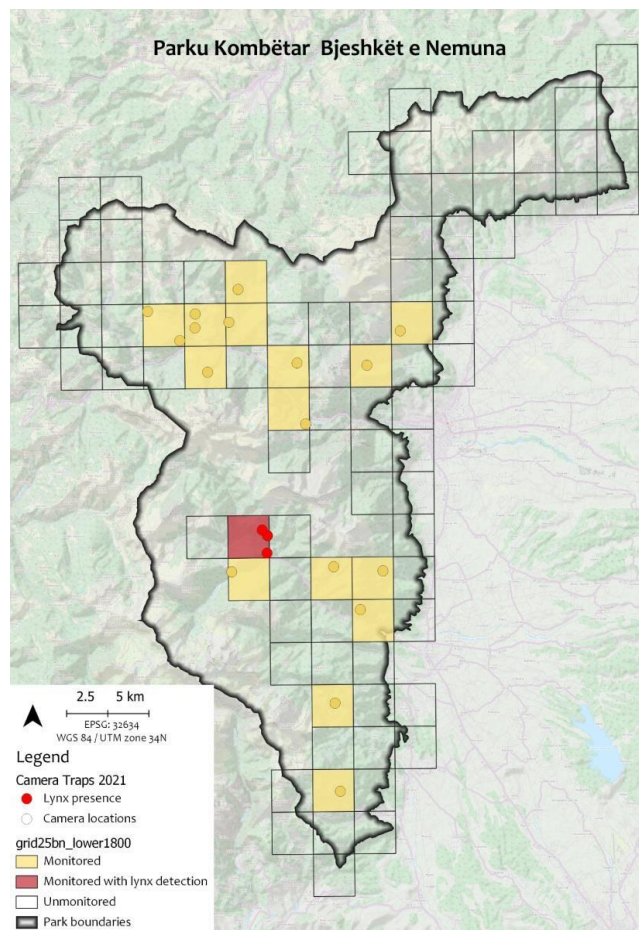 Parku Kombëtar Bjeshkët e Nemuna
2.5 5 km
EPSG: 32634
WGS 84 / UTM zone 34N
Legend
Camera Traps 2021
Lynx presence
Camera locations
grid25bn_lower1800
Monitored
Monitored with lynx detection
Unmonitored
Park boundaries